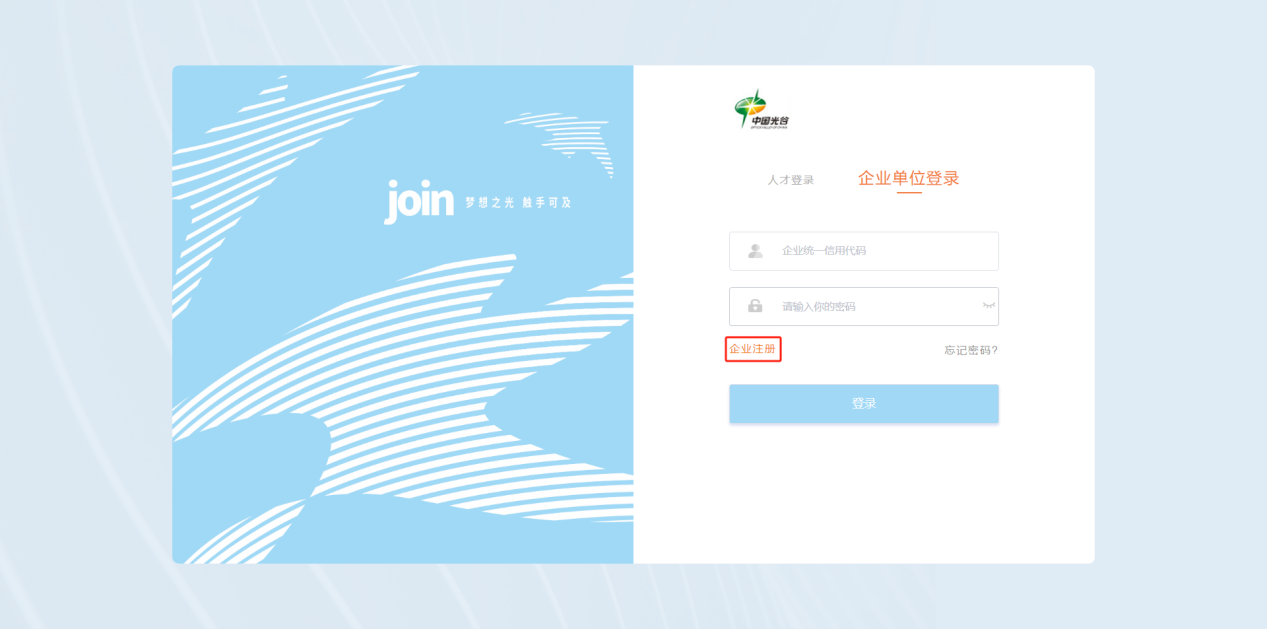 中国光谷
join 梦想之光 触手可及
人才登录 企业单位登录
企业统一信用代码
请输入你的密码
企业注册 忘记密码?
登录